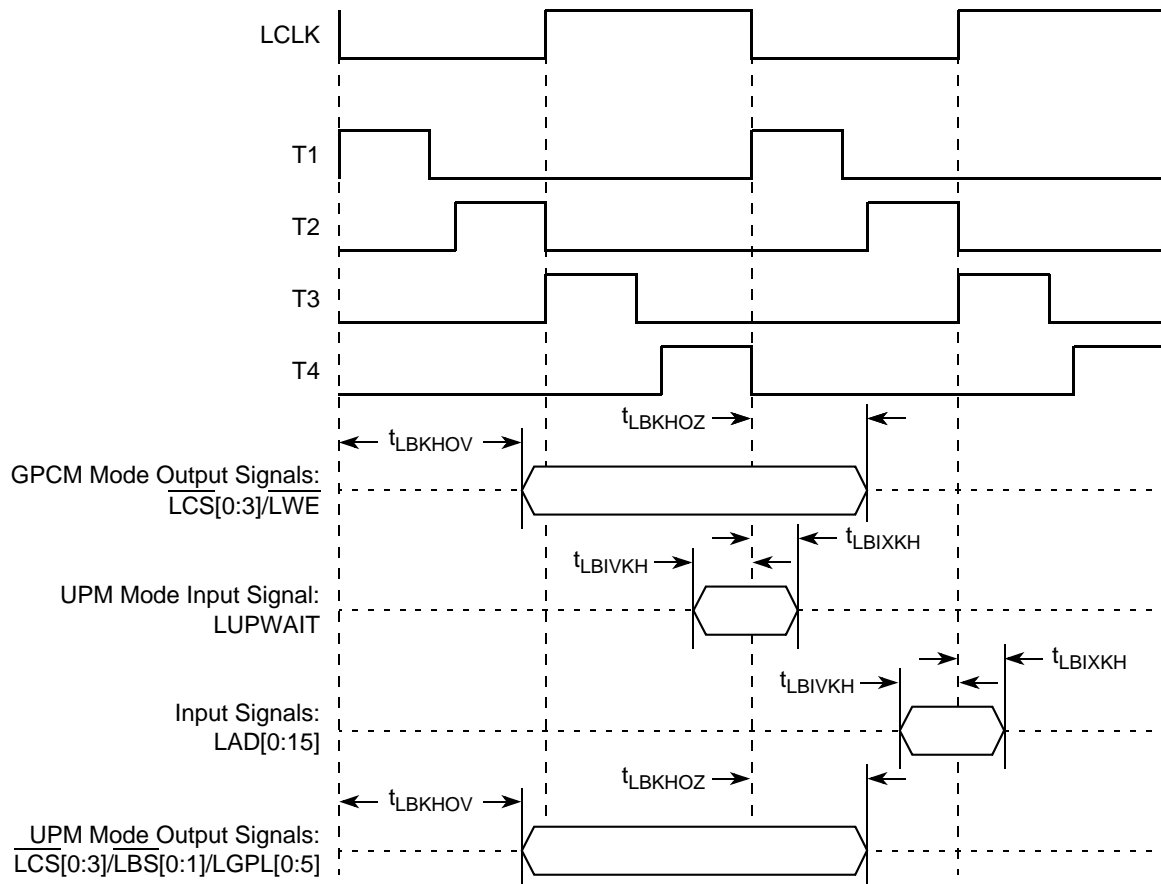 LCLK
T1
T2
T3
T4
tLBKHOZ
tLBKHOV
GPCM Mode Output Signals:
LCS[0:3]/LWE
tLBIXKH
tLBIVKH
UPM Mode Input Signal:
LUPWAIT
tLBIXKH
tLBIVKH
Input Signals:
LAD[0:15]
tLBKHOZ
tLBKHOV
UPM Mode Output Signals:
LCS[0:3]/LBS[0:1]/LGPL[0:5]